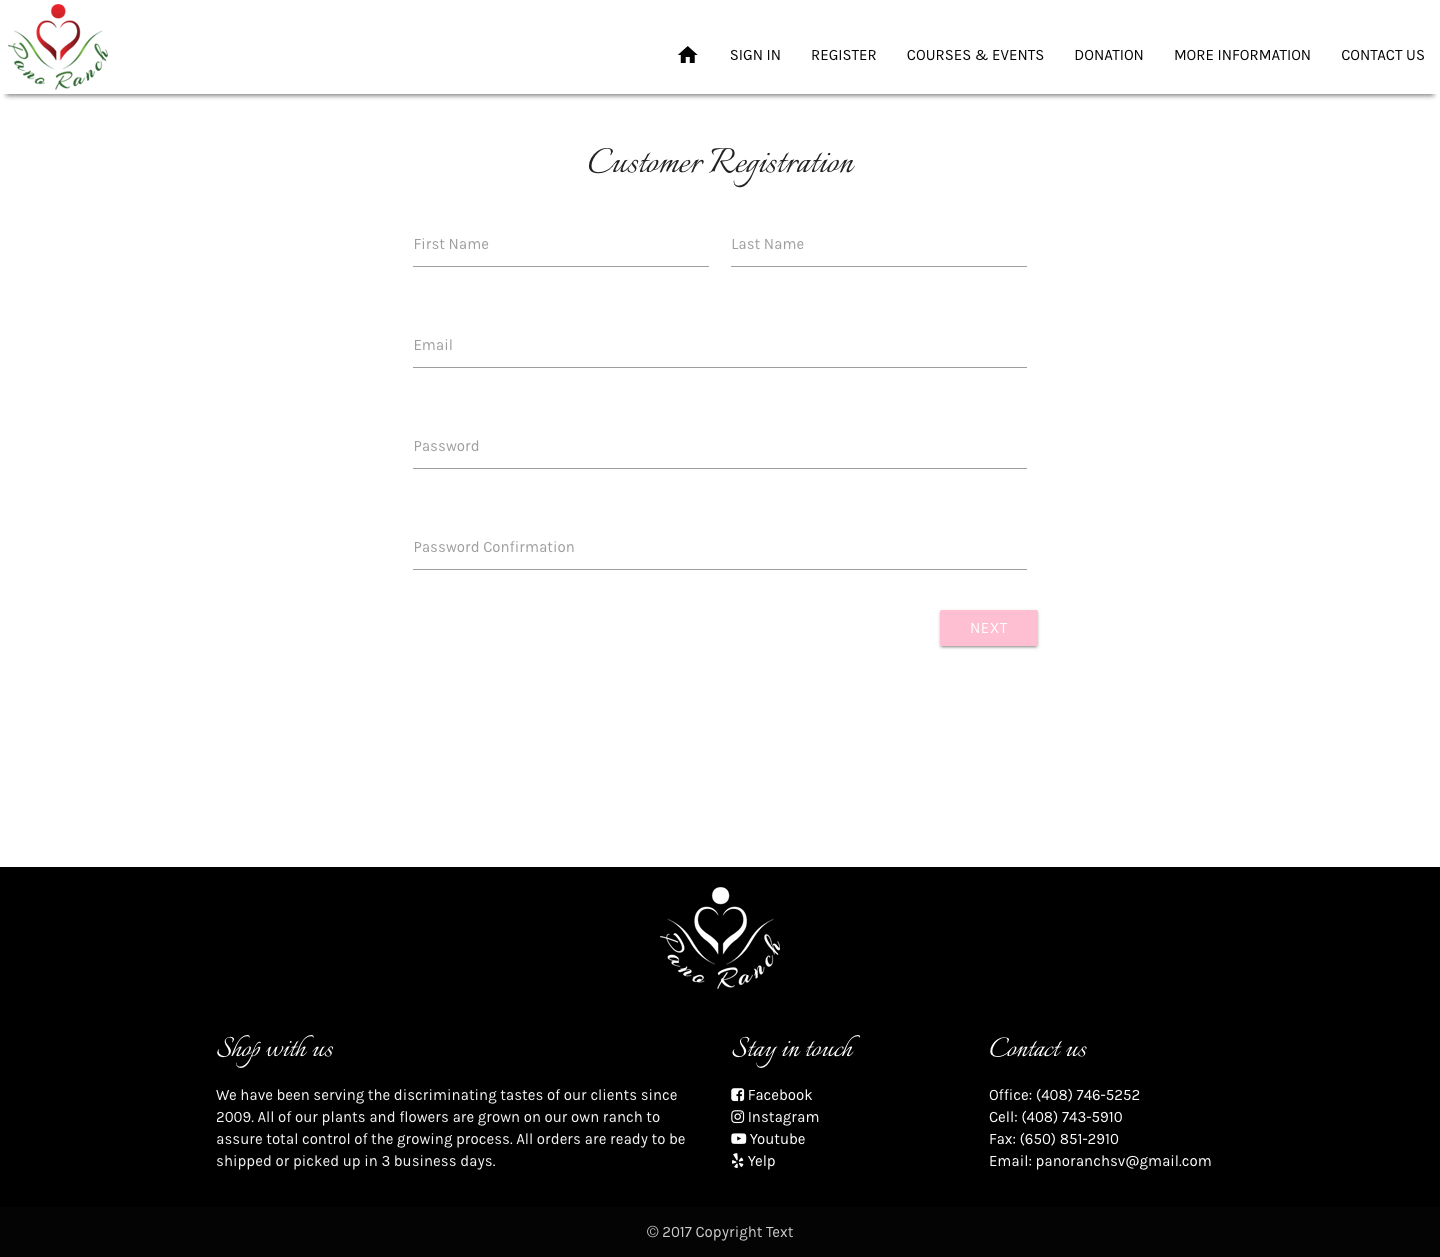 Pano Ranch
SIGN IN REGISTER COURSES & EVENTS DONATION MORE INFORMATION CONTACT US
Customer Registration
First Name Last Name
Email
Password
Password Confirmation
NEXT
Pano Ranch
Shop with us
We have been serving the discriminating tastes of our clients since
2009. All of our plants and flowers are grown on our own ranch to
assure total control of the growing process. All orders are ready to be
shipped or picked up in 3 business days.
Stay in touch
Facebook
Instagram
Youtube
Yelp
Contact us
Office: (408) 746-5252
Cell: (408) 743-5910
Fax: (650) 851-2910
Email: panoranchsv@gmail.com
© 2017 Copyright Text